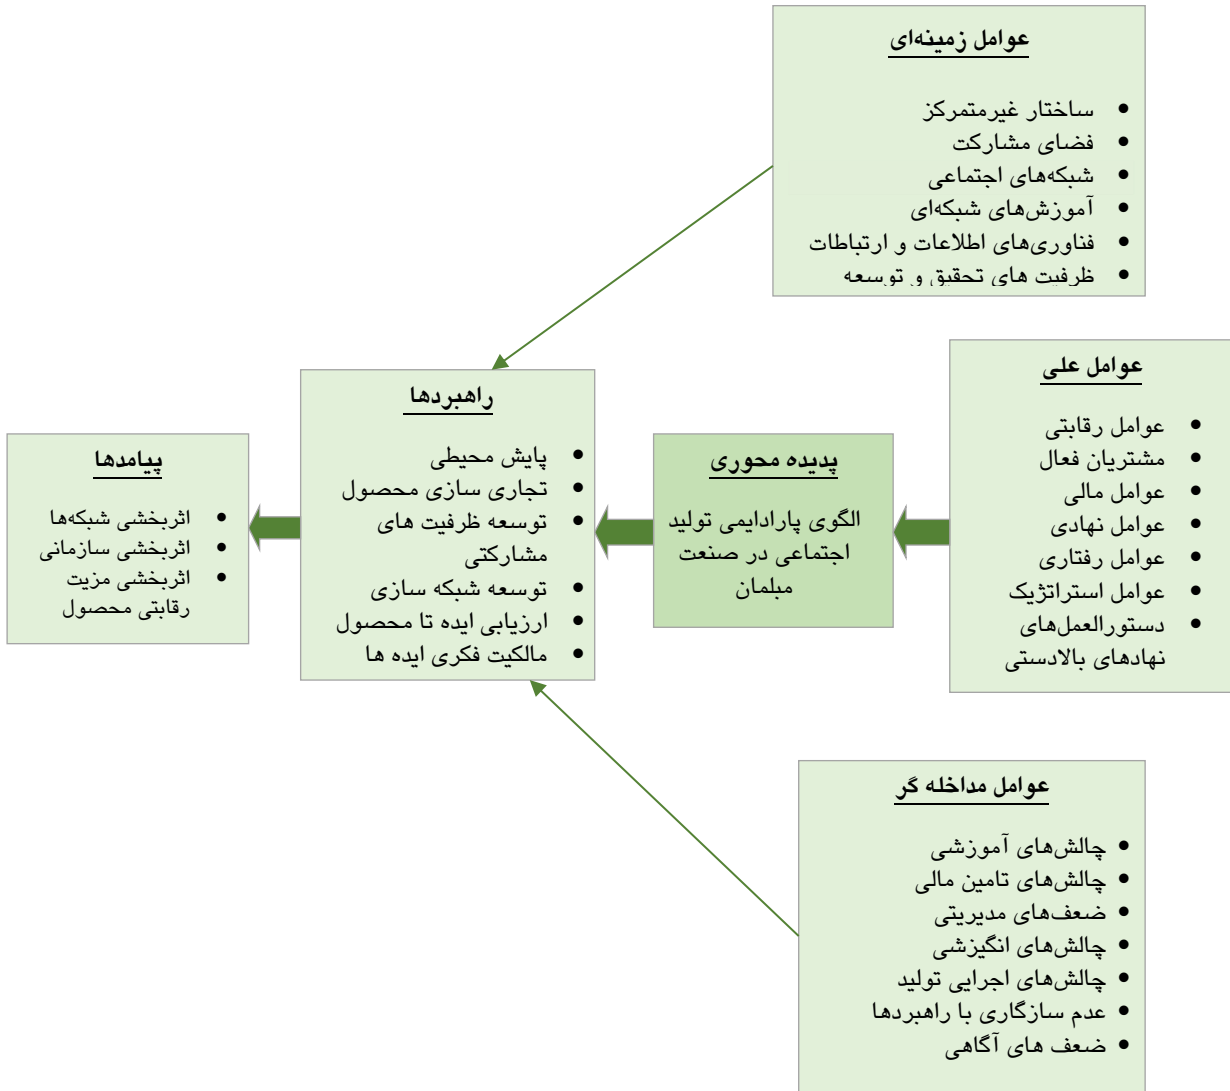 عوامل زمینه‌ای
• ساختار غیرمتمرکز
• فضای مشارکت
• شبکه‌های اجتماعی
• آموزش‌های شبکه‌ای
• فناوری‌های اطلاعات و ارتباطات
• ظرفیت های تحقیق و توسعه
عوامل علی
• عوامل رقابتی
• مشتریان فعال
• عوامل مالی
• عوامل نهادی
• عوامل رفتاری
• عوامل استراتژیک
• دستورالعمل‌های
نهادهای بالادستی
پدیده محوری
الگوی پارادایمی تولید
اجتماعی در صنعت
مبلمان
راهبردها
• پایش محیطی
• تجاری سازی محصول
• توسعه ظرفیت های
مشارکتی
• توسعه شبکه سازی
• ارزیابی ایده تا محصول
• مالکیت فکری ایده ها
پیامدها
• اثربخشی شبکه‌ها
• اثربخشی سازمانی
• اثربخشی مزیت
رقابتی محصول
عوامل مداخله گر
• چالش‌های آموزشی
• چالش‌های تامین مالی
• ضعف‌های مدیریتی
• چالش‌های انگیزشی
• چالش‌های اجرایی تولید
• عدم سازگاری با راهبردها
• ضعف های آگاهی